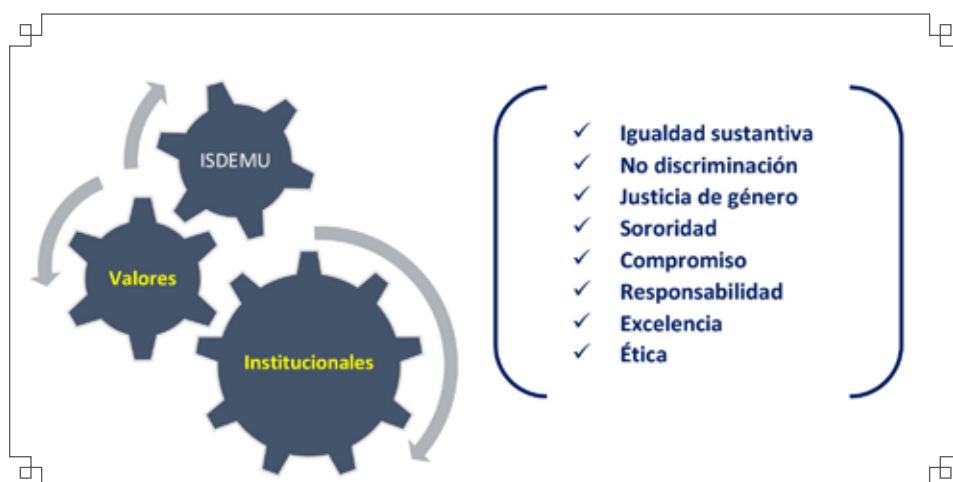 ISDEMU
Valores
Institucionales
Igualdad sustantiva
No discriminación
Justicia de género
Sororidad
Compromiso
Responsabilidad
Excelencia
Ética